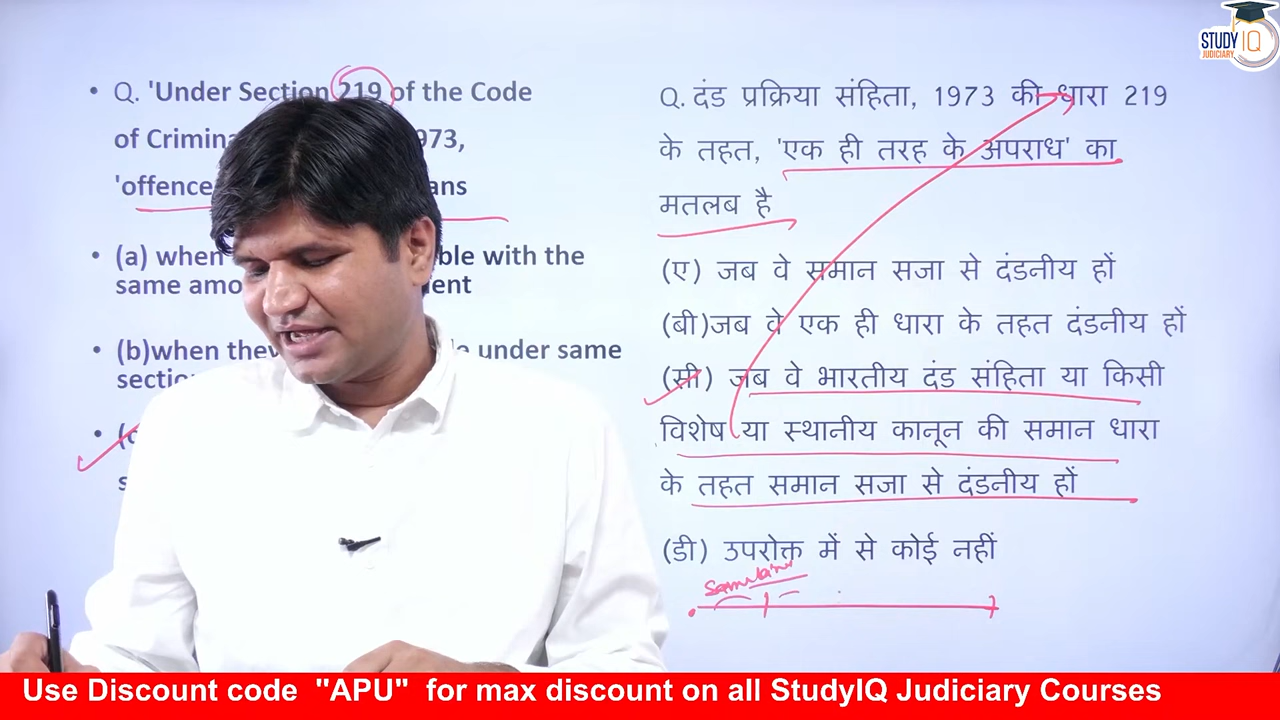 STUDY IQ
JUDICIARY
• Q. 'Under Section 219 of the Code
of 973,
'offence ans
• (a) when ble with the
same ent
• (b)when they under same
Q. दंड प्रक्रिया संहिता, 1973 की धारा 219
के तहत, 'एक ही तरह के अपराध' का
मतलब है
(ए) जब वे समान सजा से दंडनीय हों
(बी)जब वे एक ही धारा के तहत दंडनीय हों
(सी) जब वे भारतीय दंड संहिता या किसी
विशेष या स्थानीय कानून की समान धारा
के तहत समान सजा से दंडनीय हों
(डी) उपरोक्त में से कोई नहीं
Use Discount code "APU" for max discount on all StudyIQ Judiciary Courses